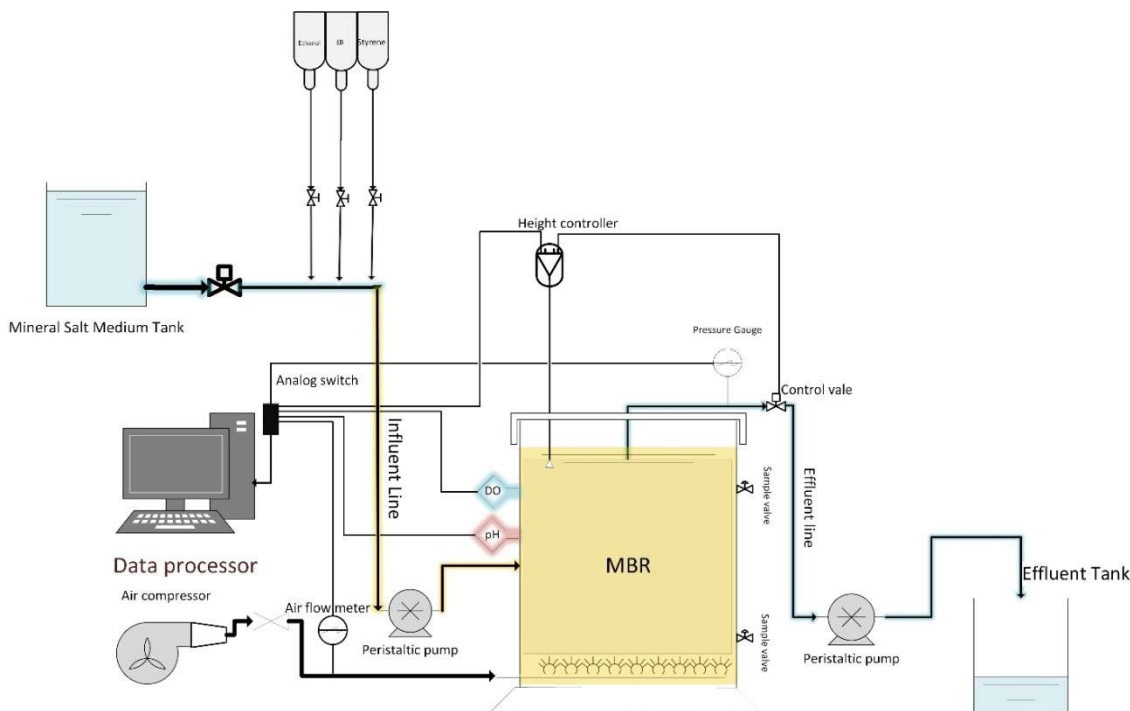 Ethanol
EB
Styrene
Mineral Salt Medium Tank
Height controller
Pressure Gauge
Analog switch
Control vale
Influent Line
DO
pH
Sample valve
Effluent line
MBR
Data processor
Air compressor
Air flow meter
Peristaltic pump
Sample valve
Peristaltic pump
Effluent Tank